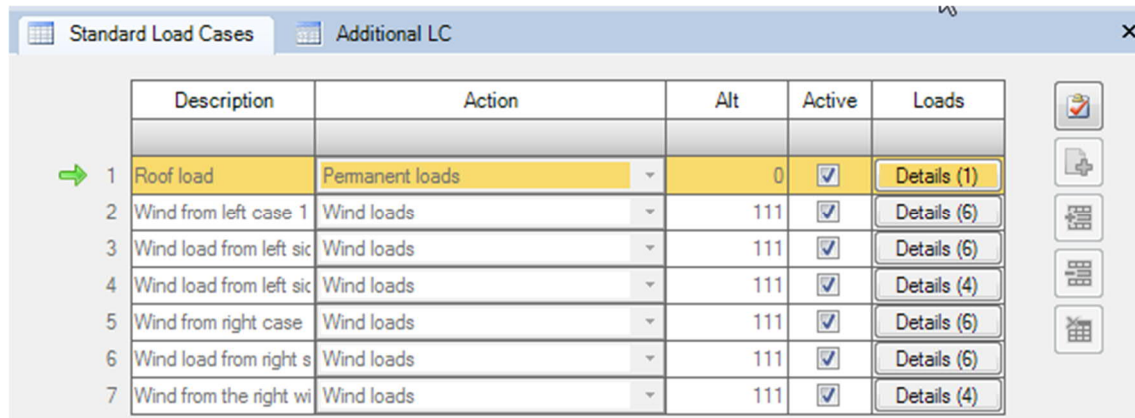 Standard Load Cases Additional LC
Description Action Alt Active Loads
1 Roof load Permanent loads 0 Details (1)
2 Wind from left case 1 Wind loads 111 Details (6)
3 Wind load from left sic Wind loads 111 Details (6)
4 Wind load from left sic Wind loads 111 Details (4)
5 Wind from right case Wind loads 111 Details (6)
6 Wind load from right s Wind loads 111 Details (6)
7 Wind from the right wi Wind loads 111 Details (4)